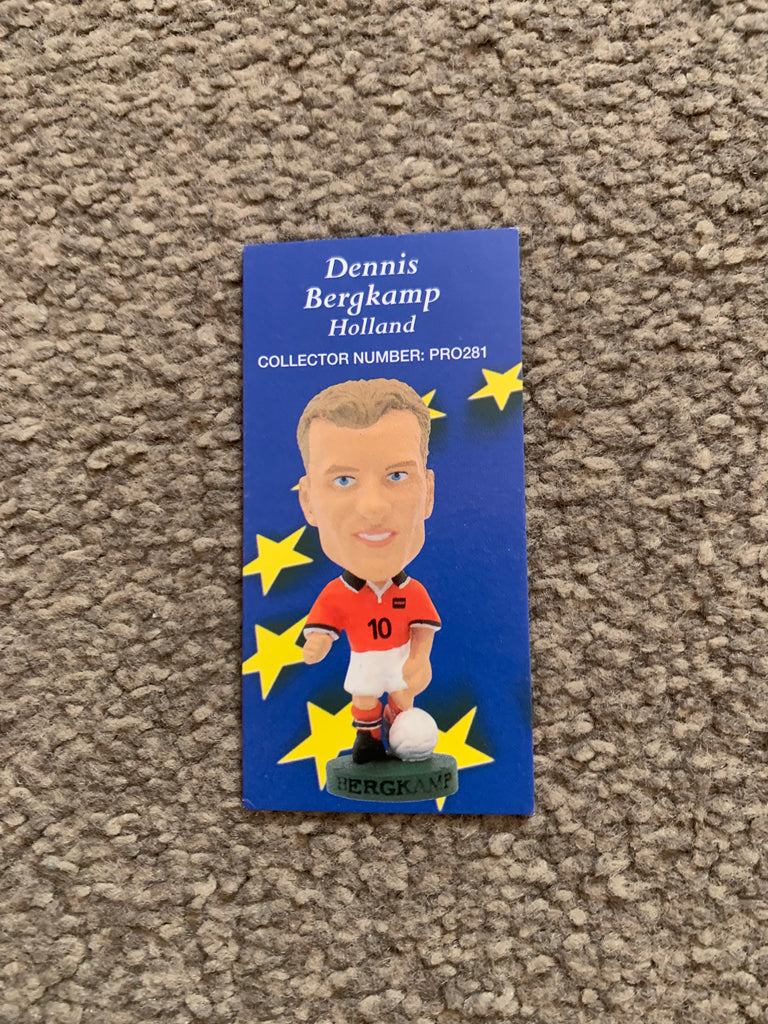 Dennis
Bergkamp
Holland
COLLECTOR NUMBER: PRO281
10
BERGKAMP